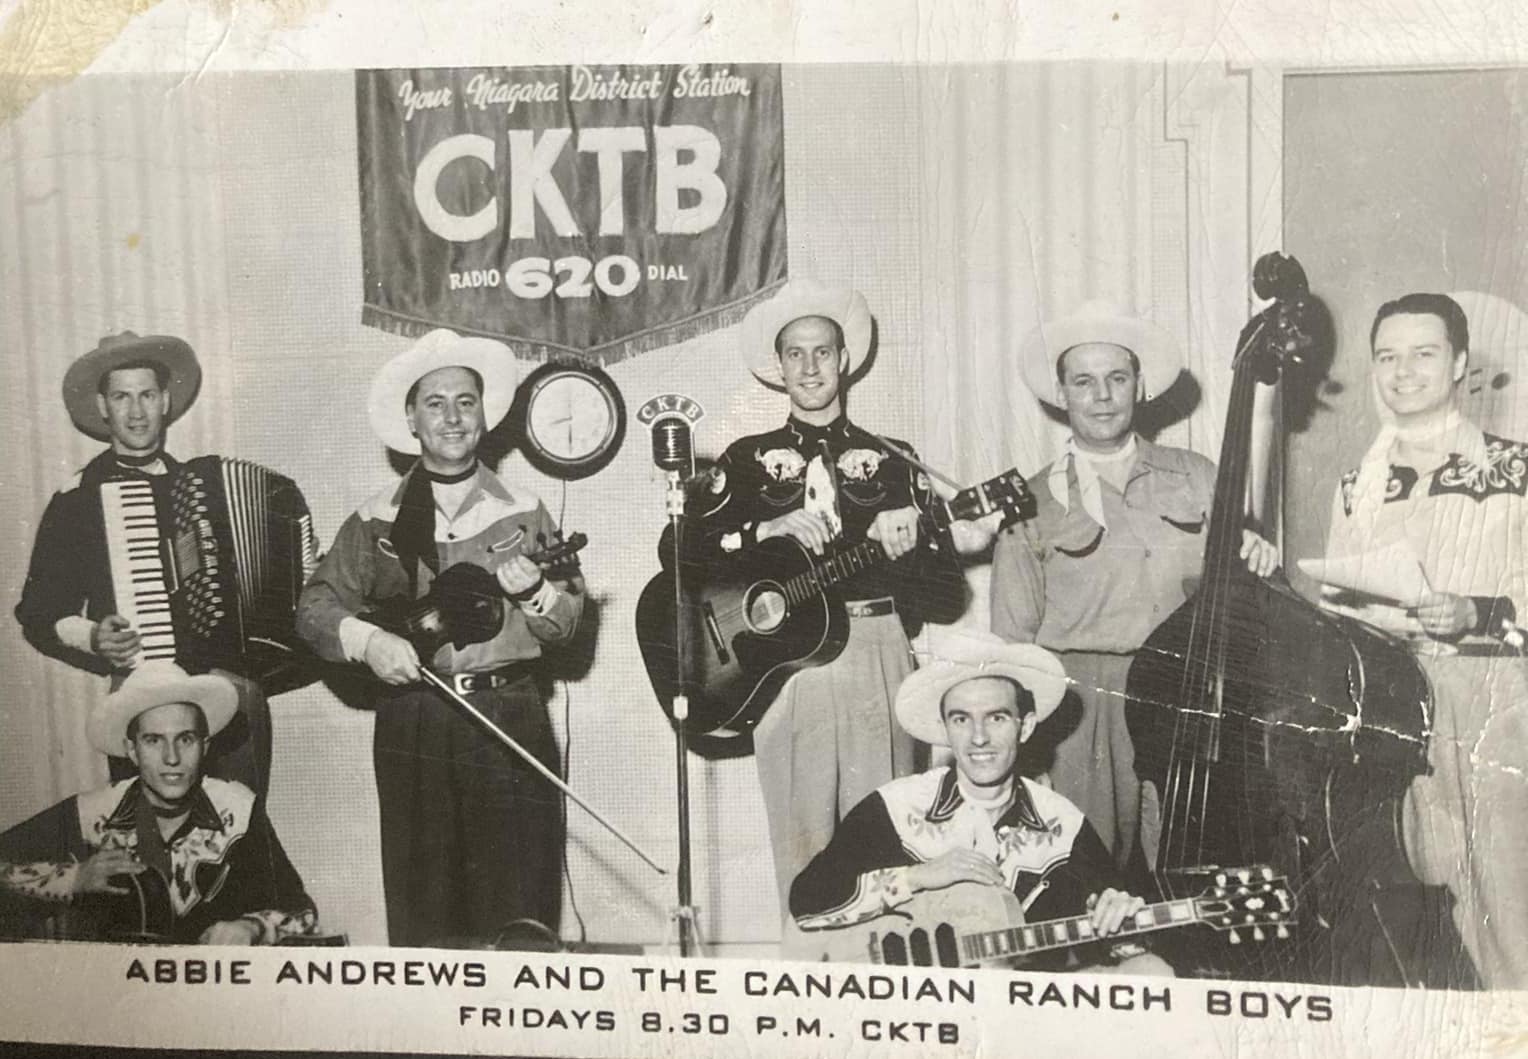 Your Niagara District Station
CKTB
RADIO 620 DIAL
CKTB
ABBIE ANDREWS AND THE CANADIAN RANCH BOYS
FRIDAYS 8.30 P.M. CKTB